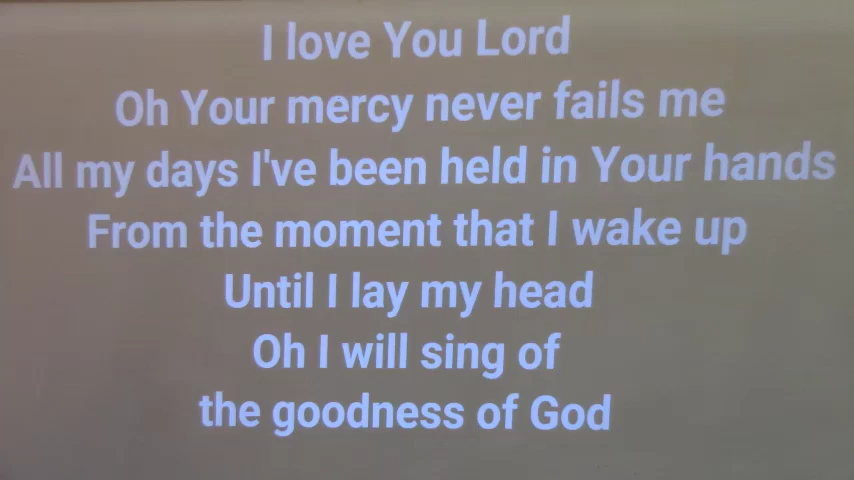 I love You Lord
Oh Your mercy never fails me
All my days I've been held in Your hands
From the moment that I wake up
Until I lay my head
Oh I will sing of
the goodness of God